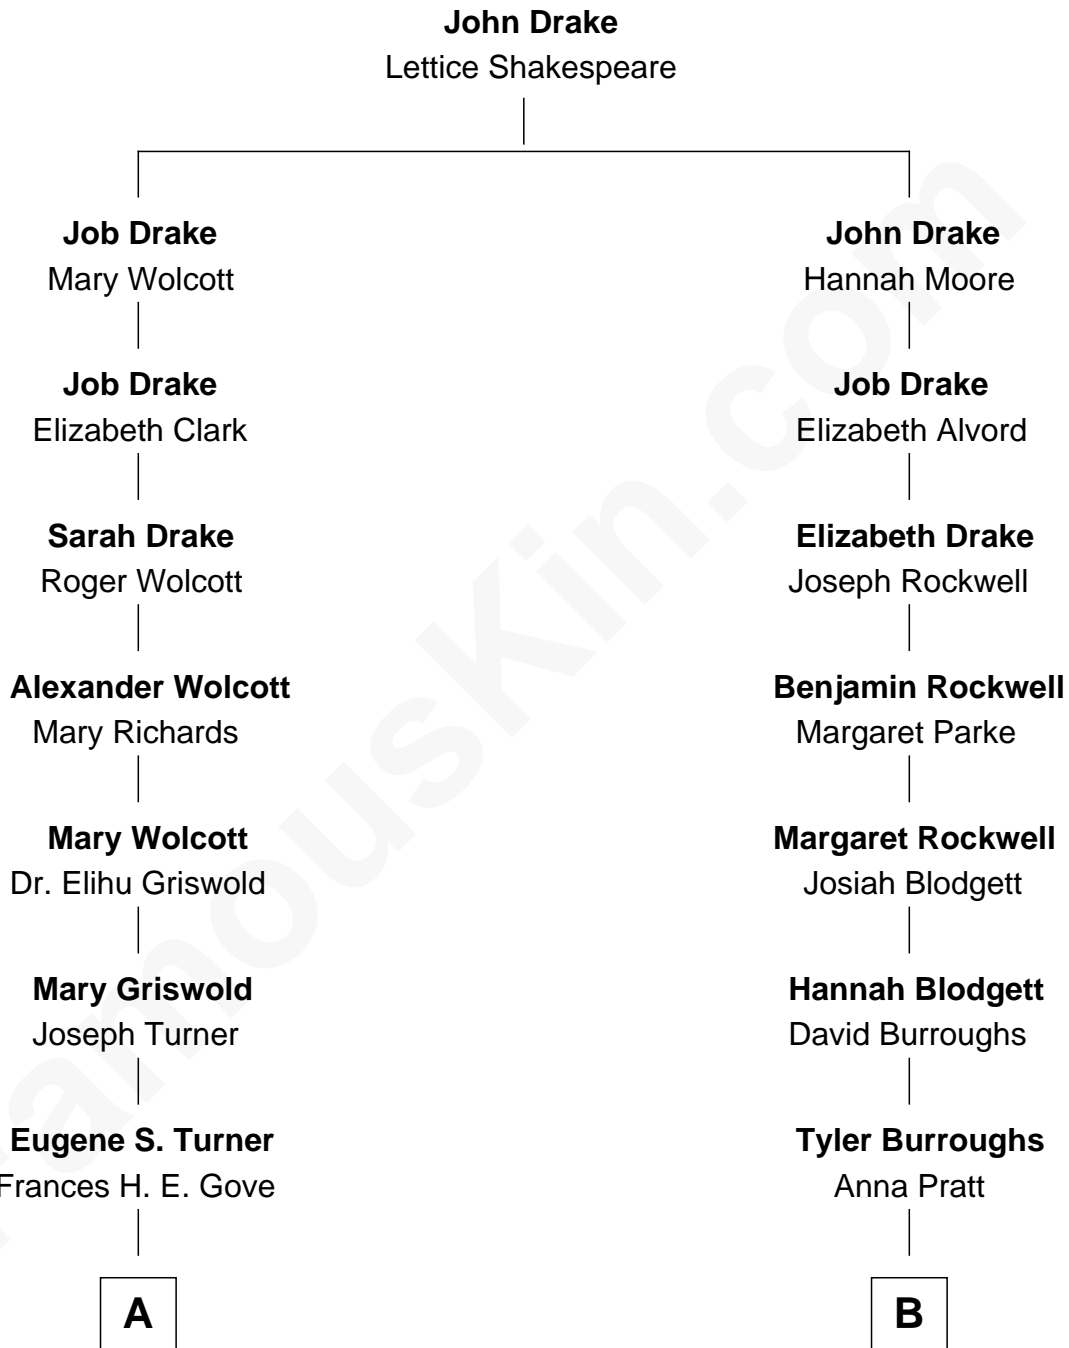 John Drake
Lettice Shakespeare
Job Drake
Mary Wolcott
John Drake
Hannah Moore
Job Drake
Elizabeth Clark
Job Drake
Elizabeth Alvord
Sarah Drake
Roger Wolcott
Elizabeth Drake
Joseph Rockwell
Alexander Wolcott
Mary Richards
Benjamin Rockwell
Margaret Parke
Mary Wolcott
Dr. Elihu Griswold
Margaret Rockwell
Josiah Blodgett
Mary Griswold
Joseph Turner
Hannah Blodgett
David Burroughs
Eugene S. Turner
Frances H. E. Gove
Tyler Burroughs
Anna Pratt
A
B
FamousKin.com